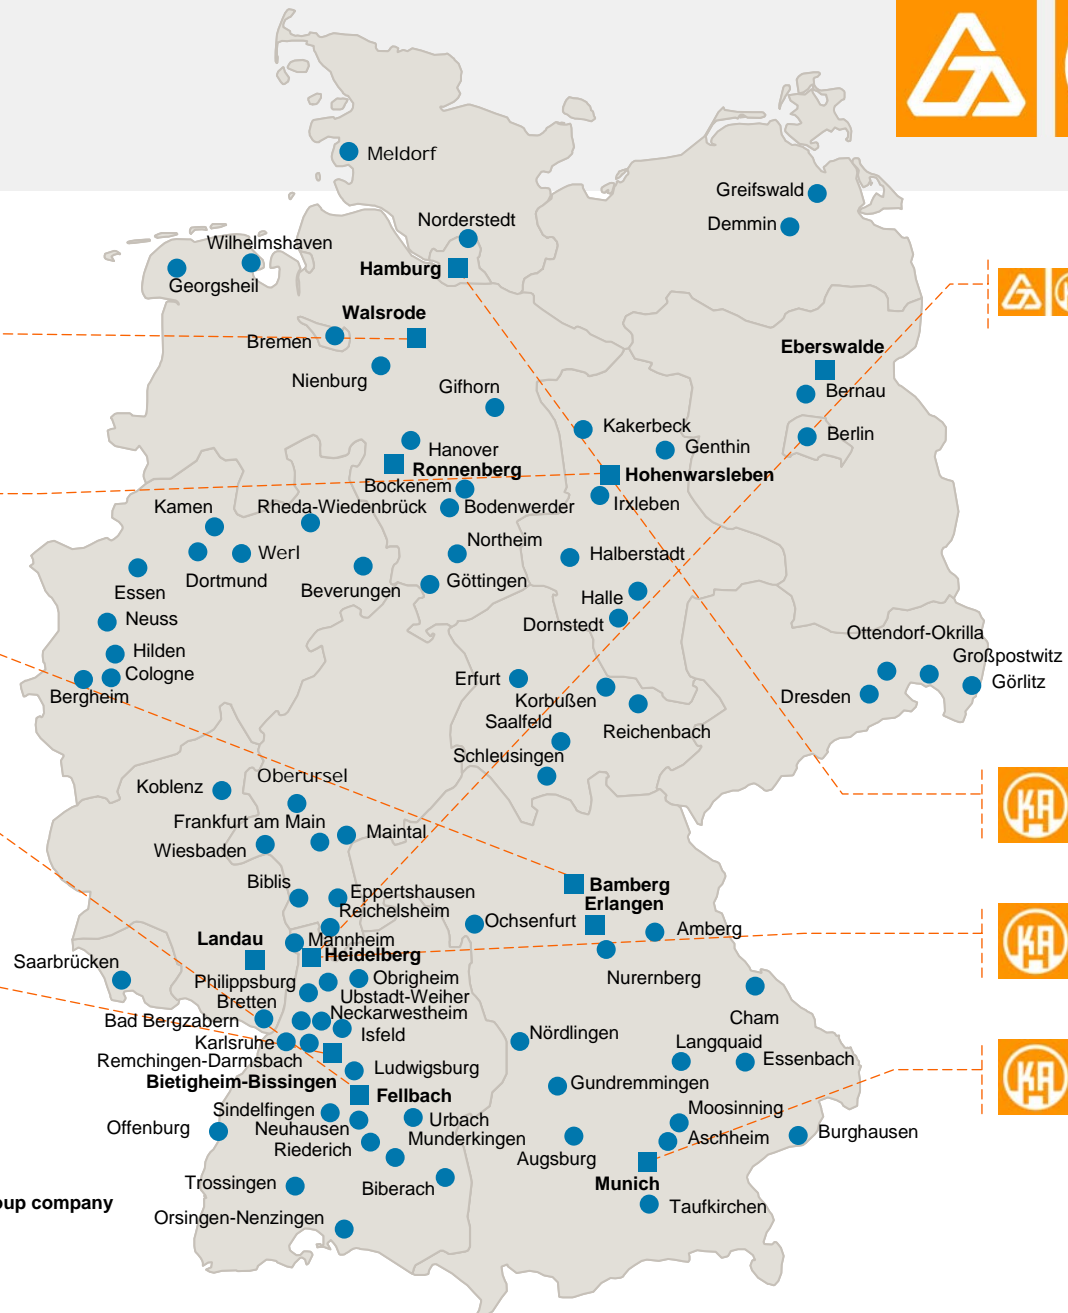 Meldorf
Greifswald
Demmin
Norderstedt
Wilhelmshaven
Hamburg
Georgsheil
Walsrode
Bremen
Eberswalde
Nienburg
Gifhorn
Bernau
Kakerbeck
Berlin
Hanover
Genthin
Ronnenberg
Hohenwarsleben
Bockenem
Kamen
Rheda-Wiedenbrück
Bodenwerder
Irxleben
Northeim
Werl
Halberstadt
Dortmund
Göttingen
Essen
Beverungen
Halle
Neuss
Dornstedt
Ottendorf-Okrilla
Hilden
Großpostwitz
Cologne
Erfurt
Görlitz
Bergheim
Korbußen
Dresden
Saalfeld
Reichenbach
Schleusingen
Oberursel
Koblenz
Frankfurt am Main
Maintal
Wiesbaden
Biblis
Eppertshausen
Bamberg
Erlangen
Reichelsheim
Ochsenfurt
Amberg
Landau
Mannheim
Heidelberg
Saarbrücken
Philippsburg
Obrigheim
Nurernberg
Ubstadt-Weiher
Bretten
Neckarwestheim
Cham
Bad Bergzabern
Isfeld
Nördlingen
Karlsruhe
Langquaid
Remchingen-Darmsbach
Essenbach
Ludwigsburg
Bietigheim-Bissingen
Gundremmingen
Fellbach
Sindelfingen
Moosinning
Urbach
Offenburg
Neuhausen
Burghausen
Munderkingen
Aschheim
Riederich
Augsburg
Trossingen
Biberach
Munich
oup company
Taufkirchen
Orsingen-Nenzingen